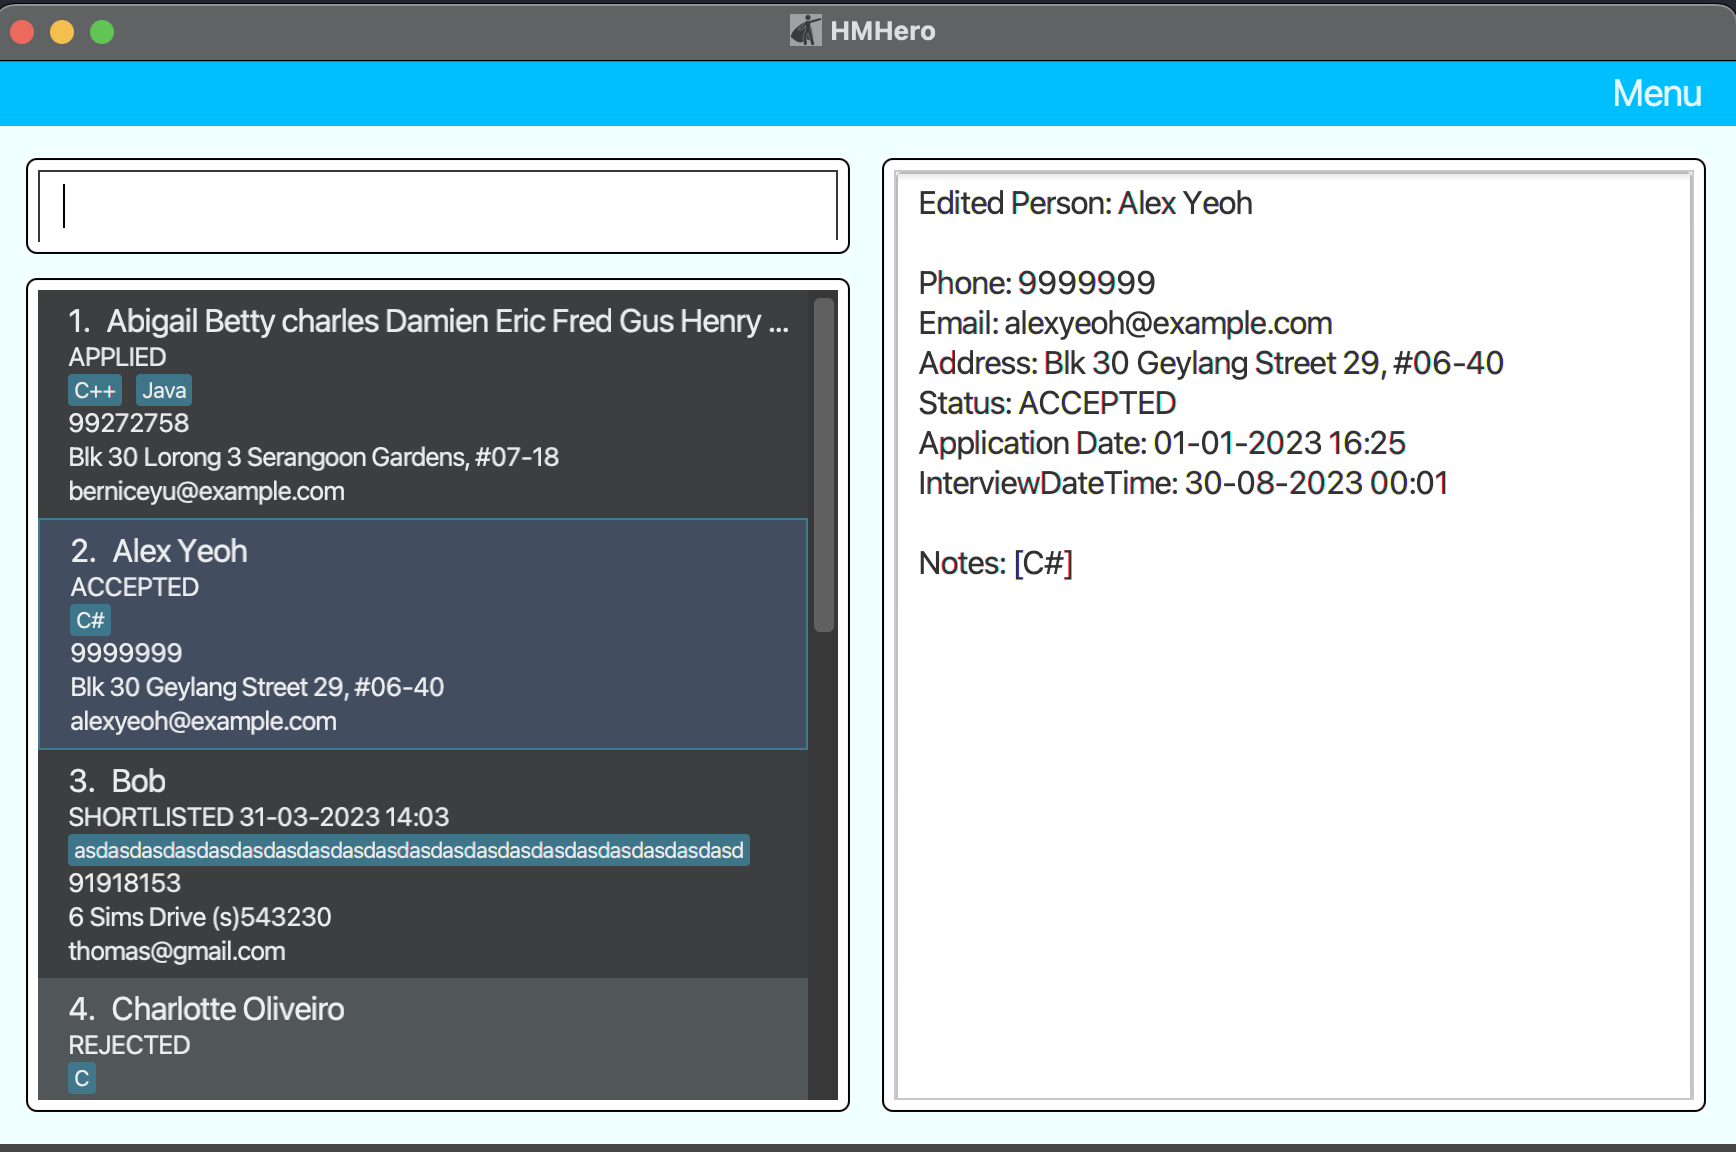 HMHero
Menu
1. Abigail Betty charles Damien Eric Fred Gus Henry ...
APPLIED
C++ Java
99272758
Blk 30 Lorong 3 Serangoon Gardens, #07-18
berniceyu@example.com
2. Alex Yeoh
ACCEPTED
C#
9999999
Blk 30 Geylang Street 29, #06-40
alexyeoh@example.com
3. Bob
SHORTLISTED 31-03-2023 14:03
asdasdasdasdasdasdasdasdasdasdasdasdasdasdasdasdasdasdasdasd
91918153
6 Sims Drive (s)543230
thomas@gmail.com
4. Charlotte Oliveiro
REJECTED
C
Edited Person: Alex Yeoh
Phone: 9999999
Email: alexyeoh@example.com
Address: Blk 30 Geylang Street 29, #06-40
Status: ACCEPTED
Application Date: 01-01-2023 16:25
InterviewDateTime: 30-08-2023 00:01
Notes: [C#]